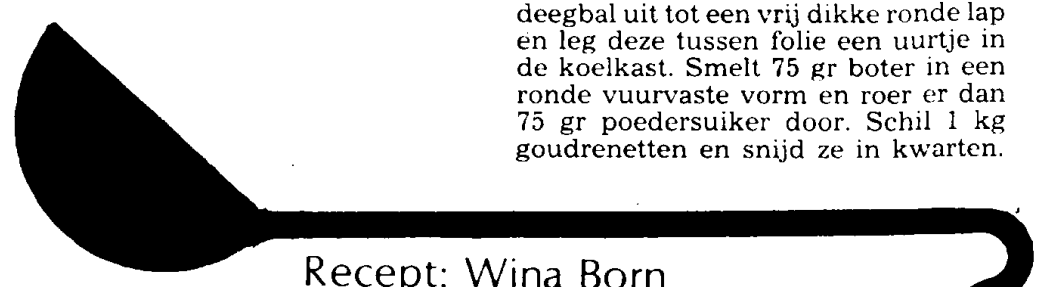 deegbal uit tot een vrij dikke ronde lap
en leg deze tussen folie een uurtje in
de koelkast. Smelt 75 gr boter in een
ronde vuurvaste vorm en roer er dan
75 gr poedersuiker door. Schil 1 kg
goudrenetten en snijd ze in kwarten.
Recept: Wina Born